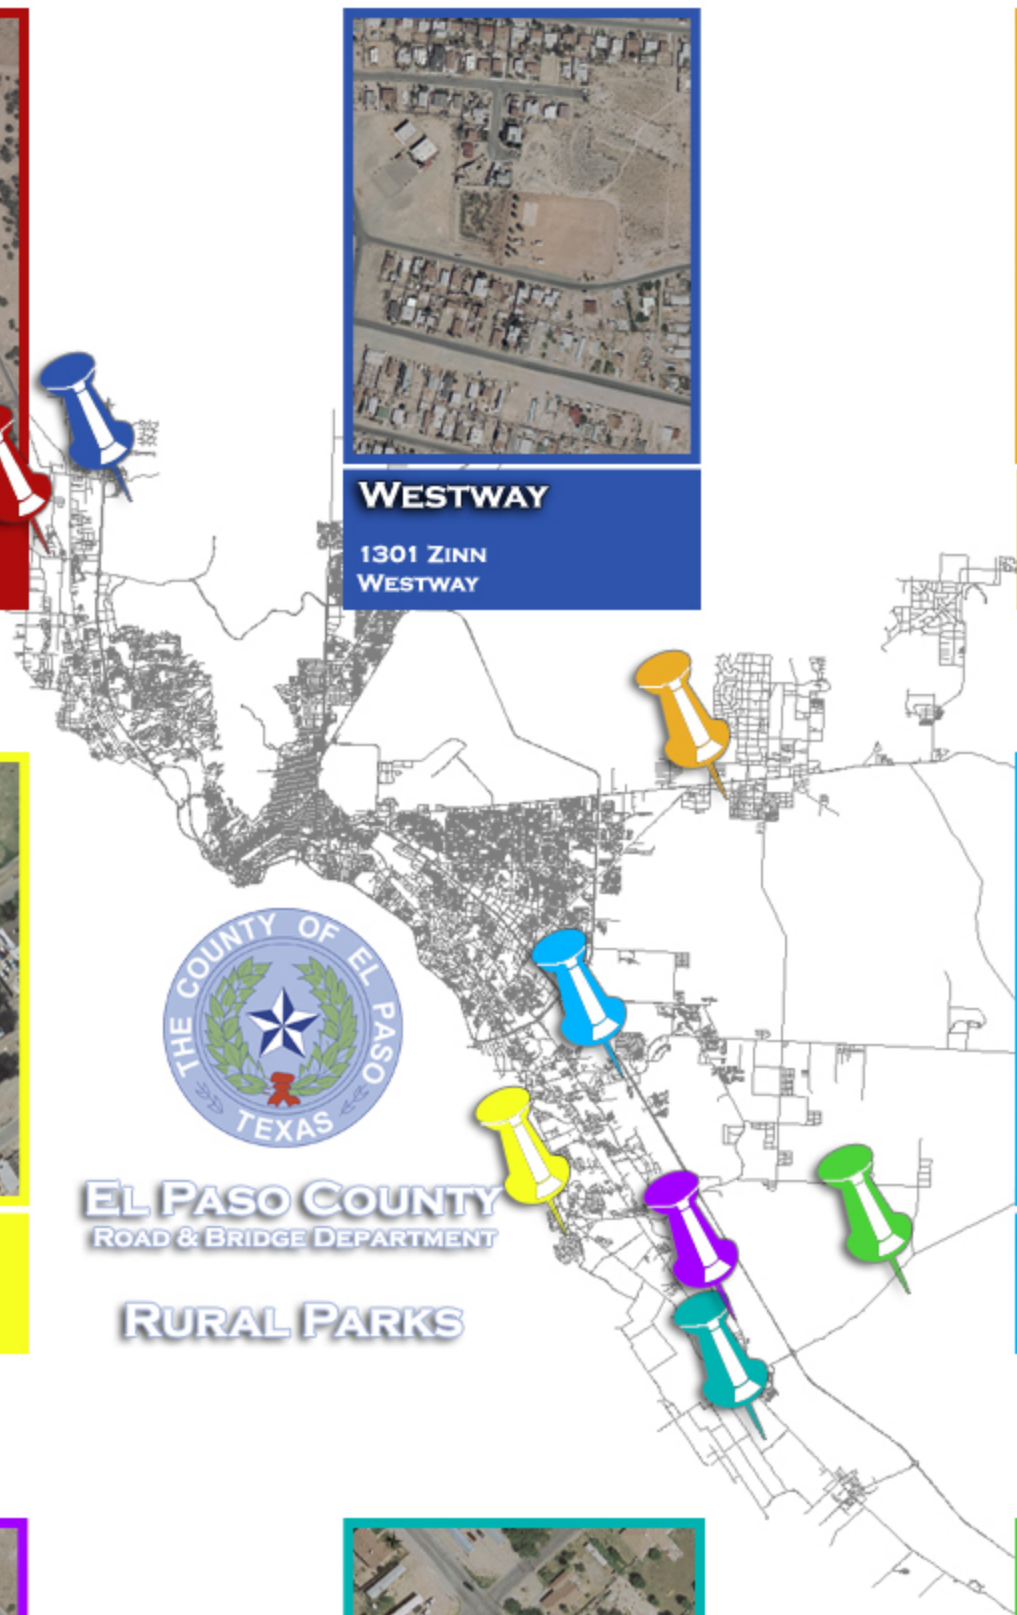 WESTWAY
1301 ZINN
WESTWAY
THE COUNTY OF EL PASO
TEXAS
EL PASO COUNTY
ROAD & BRIDGE DEPARTMENT
RURAL PARKS